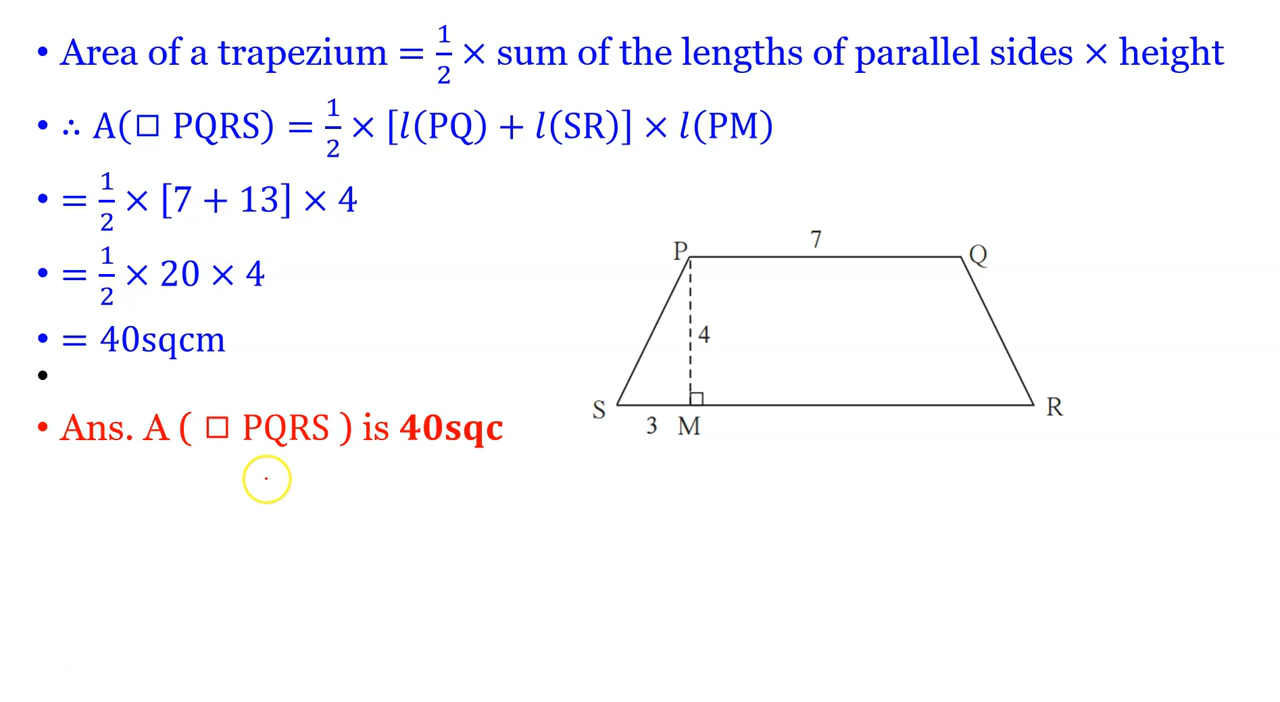 • Area of a trapezium = 1/2 × sum of the lengths of parallel sides × height
• ∴ A(□ PQRS) = 1/2 × [l(PQ) + l(SR)] × l(PM)
• = 1/2 × [7 + 13] × 4
• = 1/2 × 20 × 4
• = 40sqcm
•
• Ans. A ( □ PQRS ) is 40sqc
7
P
Q
4
S
R
3 M